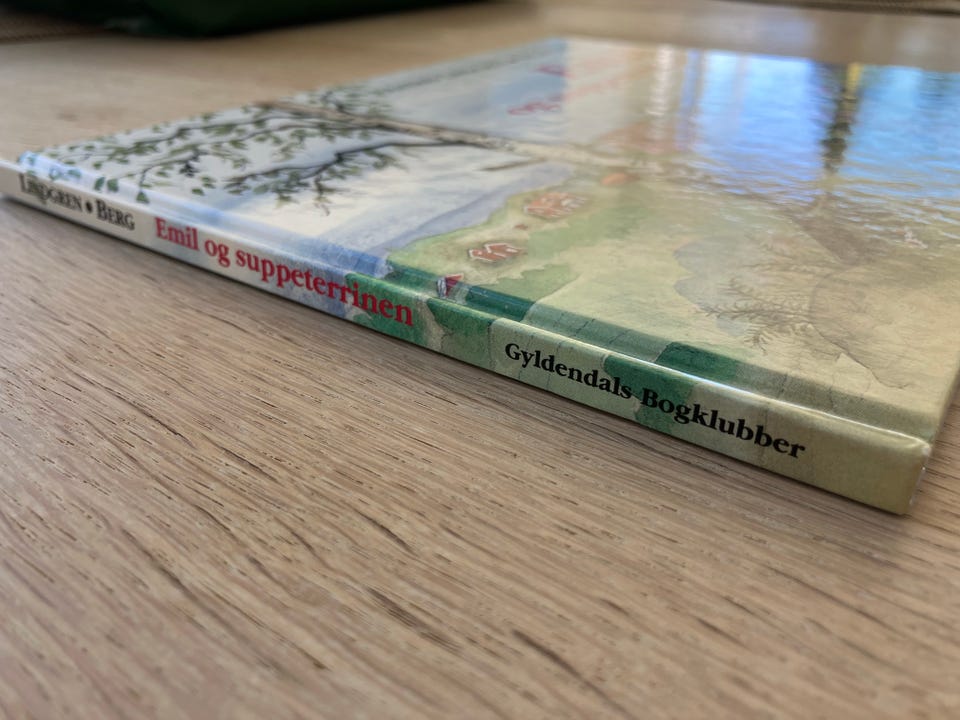 LINDGREN • BERG
Emil og suppeterrinen
Gyldendals Bogklubber